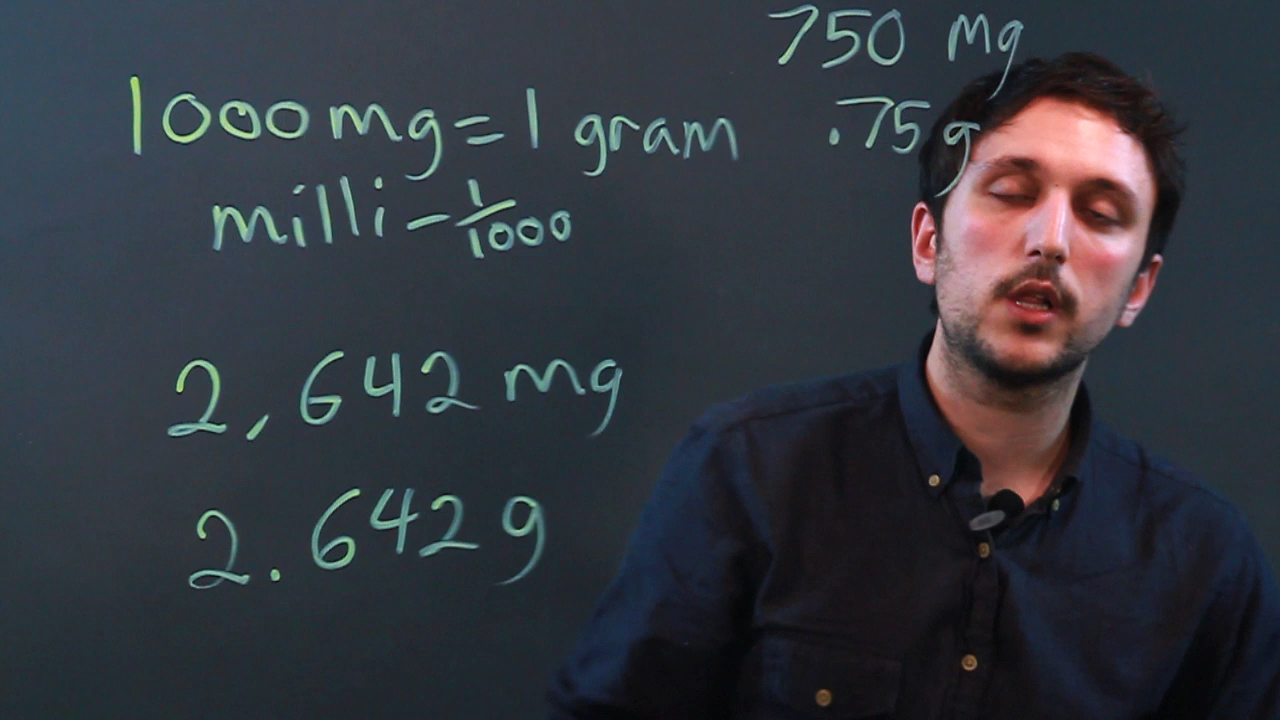 1000 mg = 1 gram
milli - 1/1000
750 mg
.75 g
2,642 mg
2.642 g